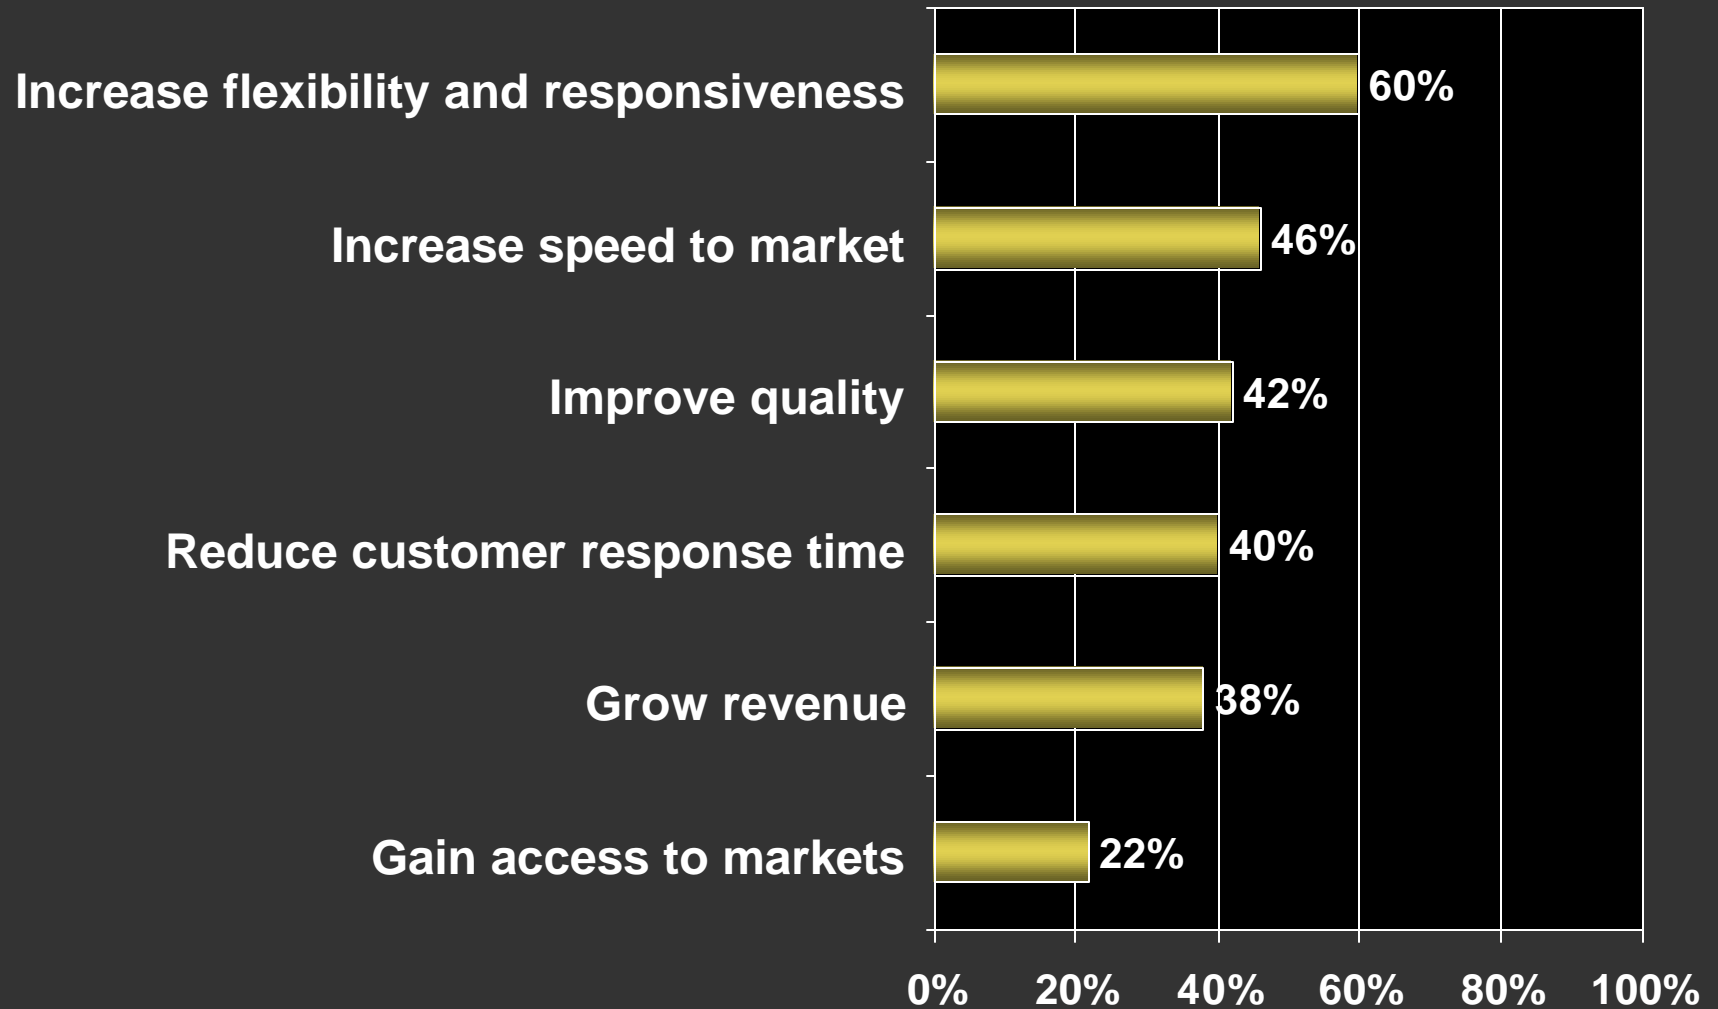 Increase flexibility and responsiveness 60%
Increase speed to market 46%
Improve quality 42%
Reduce customer response time 40%
Grow revenue 38%
Gain access to markets 22%
0% 20% 40% 60% 80% 100%